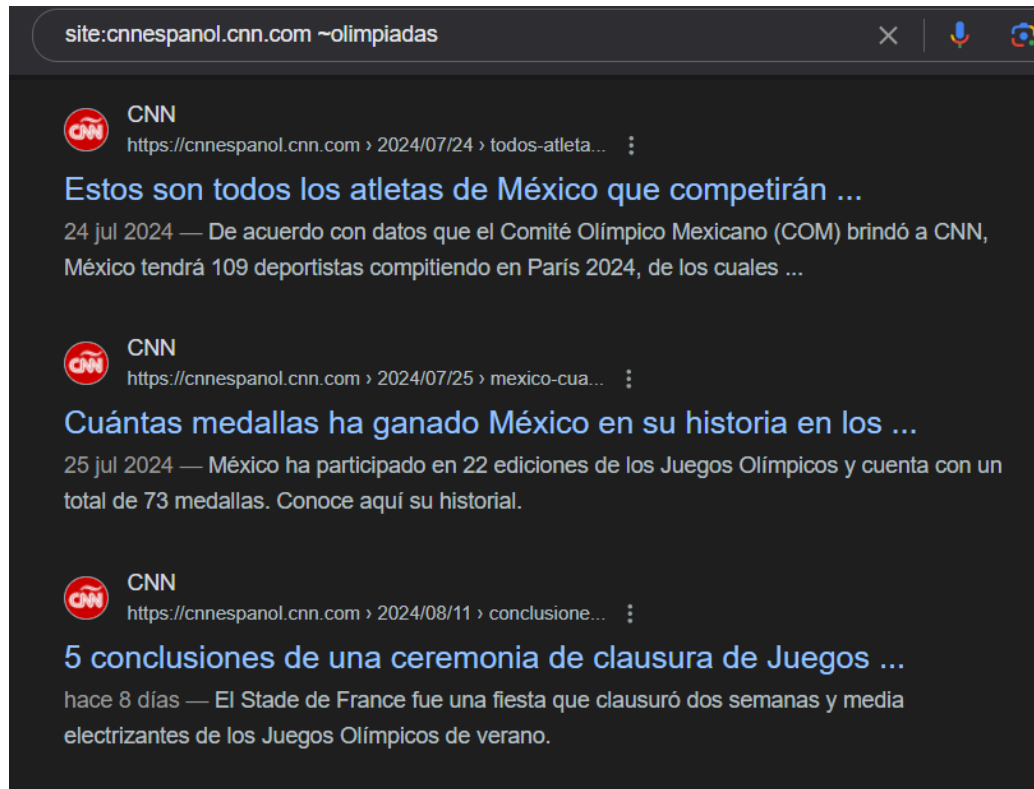 site:cnnespanol.cnn.com ~olimpiadas
CNN
https://cnnespanol.cnn.com › 2024/07/24 › todos-atleta...
Estos son todos los atletas de México que competirán ...
24 jul 2024 — De acuerdo con datos que el Comité Olímpico Mexicano (COM) brindó a CNN,
México tendrá 109 deportistas compitiendo en París 2024, de los cuales ...
CNN
https://cnnespanol.cnn.com › 2024/07/25 › mexico-cua...
Cuántas medallas ha ganado México en su historia en los ...
25 jul 2024 — México ha participado en 22 ediciones de los Juegos Olímpicos y cuenta con un
total de 73 medallas. Conoce aquí su historial.
CNN
https://cnnespanol.cnn.com › 2024/08/11 › conclusione...
5 conclusiones de una ceremonia de clausura de Juegos ...
hace 8 días — El Stade de France fue una fiesta que clausuró dos semanas y media
electrizantes de los Juegos Olímpicos de verano.